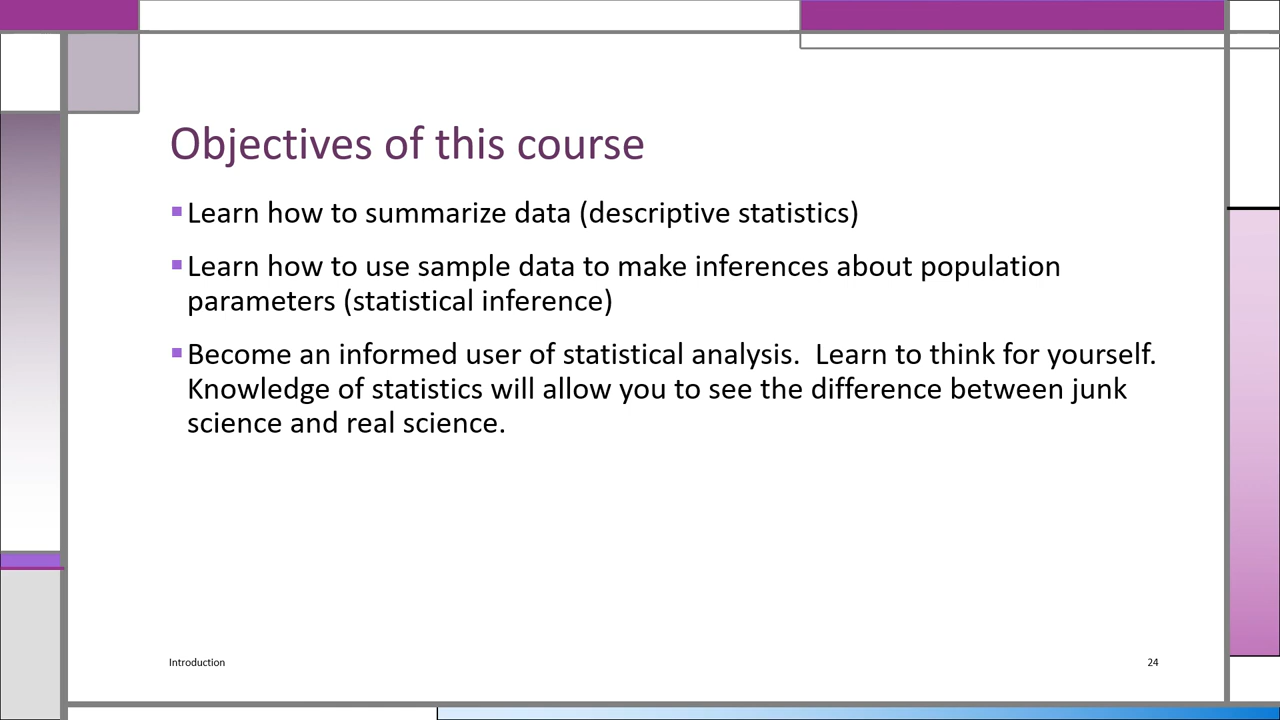 Objectives of this course
▪Learn how to summarize data (descriptive statistics)
▪Learn how to use sample data to make inferences about population
parameters (statistical inference)
▪Become an informed user of statistical analysis.  Learn to think for yourself.
Knowledge of statistics will allow you to see the difference between junk
science and real science.
Introduction
24